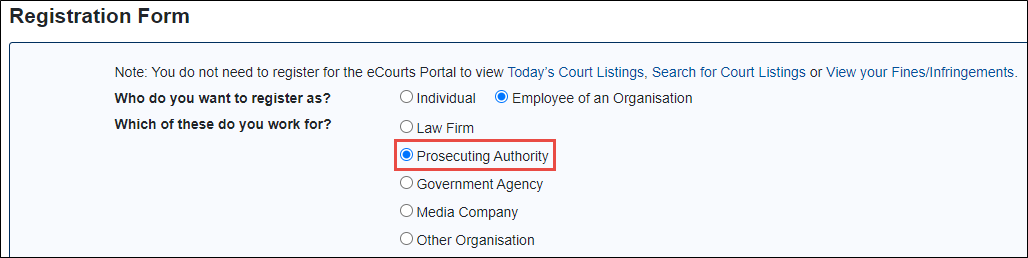 Registration Form
Note: You do not need to register for the eCourts Portal to view Today's Court Listings, Search for Court Listings or View your Fines/Infringements.
Who do you want to register as? Individual Employee of an Organisation
Which of these do you work for? Law Firm
Prosecuting Authority
Government Agency
Media Company
Other Organisation